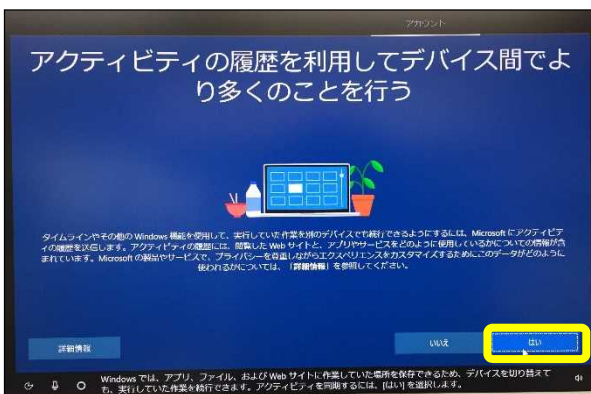 アカウント
アクティビティの履歴を利用してデバイス間でよ
り多くのことを行う
タイムラインやその他の Windows 機能を使用して、実行していた作業を別のデバイスでも続行できるようにするには、Microsoft にアクティビテ
ィの履歴を送信します。アクティビティの履歴には、閲覧した Web サイトと、アプリやサービスをどのように使用しているかについての情報が含
まれています。Microsoft の製品やサービスで、プライバシーを尊重しながらエクスペリエンスをカスタマイズするためにこのデータがどのように
使われるかについては、「詳細情報」を参照してください。
詳細情報
いいえ
はい
Windows では、アプリ、ファイル、および Web サイトに作業していた場所を保存できるため、デバイスを切り替えて
も、実行していた作業を続行できます。アクティビティを同期するには、[はい] を選択します。